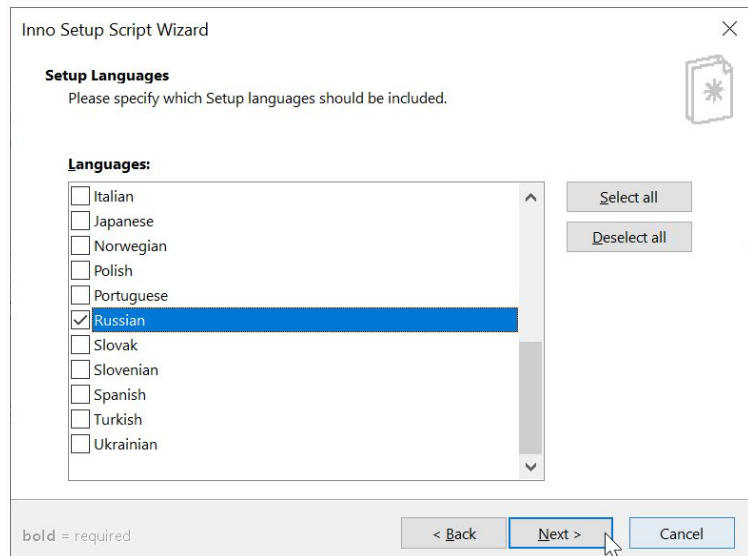 Inno Setup Script Wizard
Setup Languages
Please specify which Setup languages should be included.
Languages:
Italian
Japanese
Norwegian
Polish
Portuguese
Russian
Slovak
Slovenian
Spanish
Turkish
Ukrainian
Select all
Deselect all
bold = required
< Back
Next >
Cancel